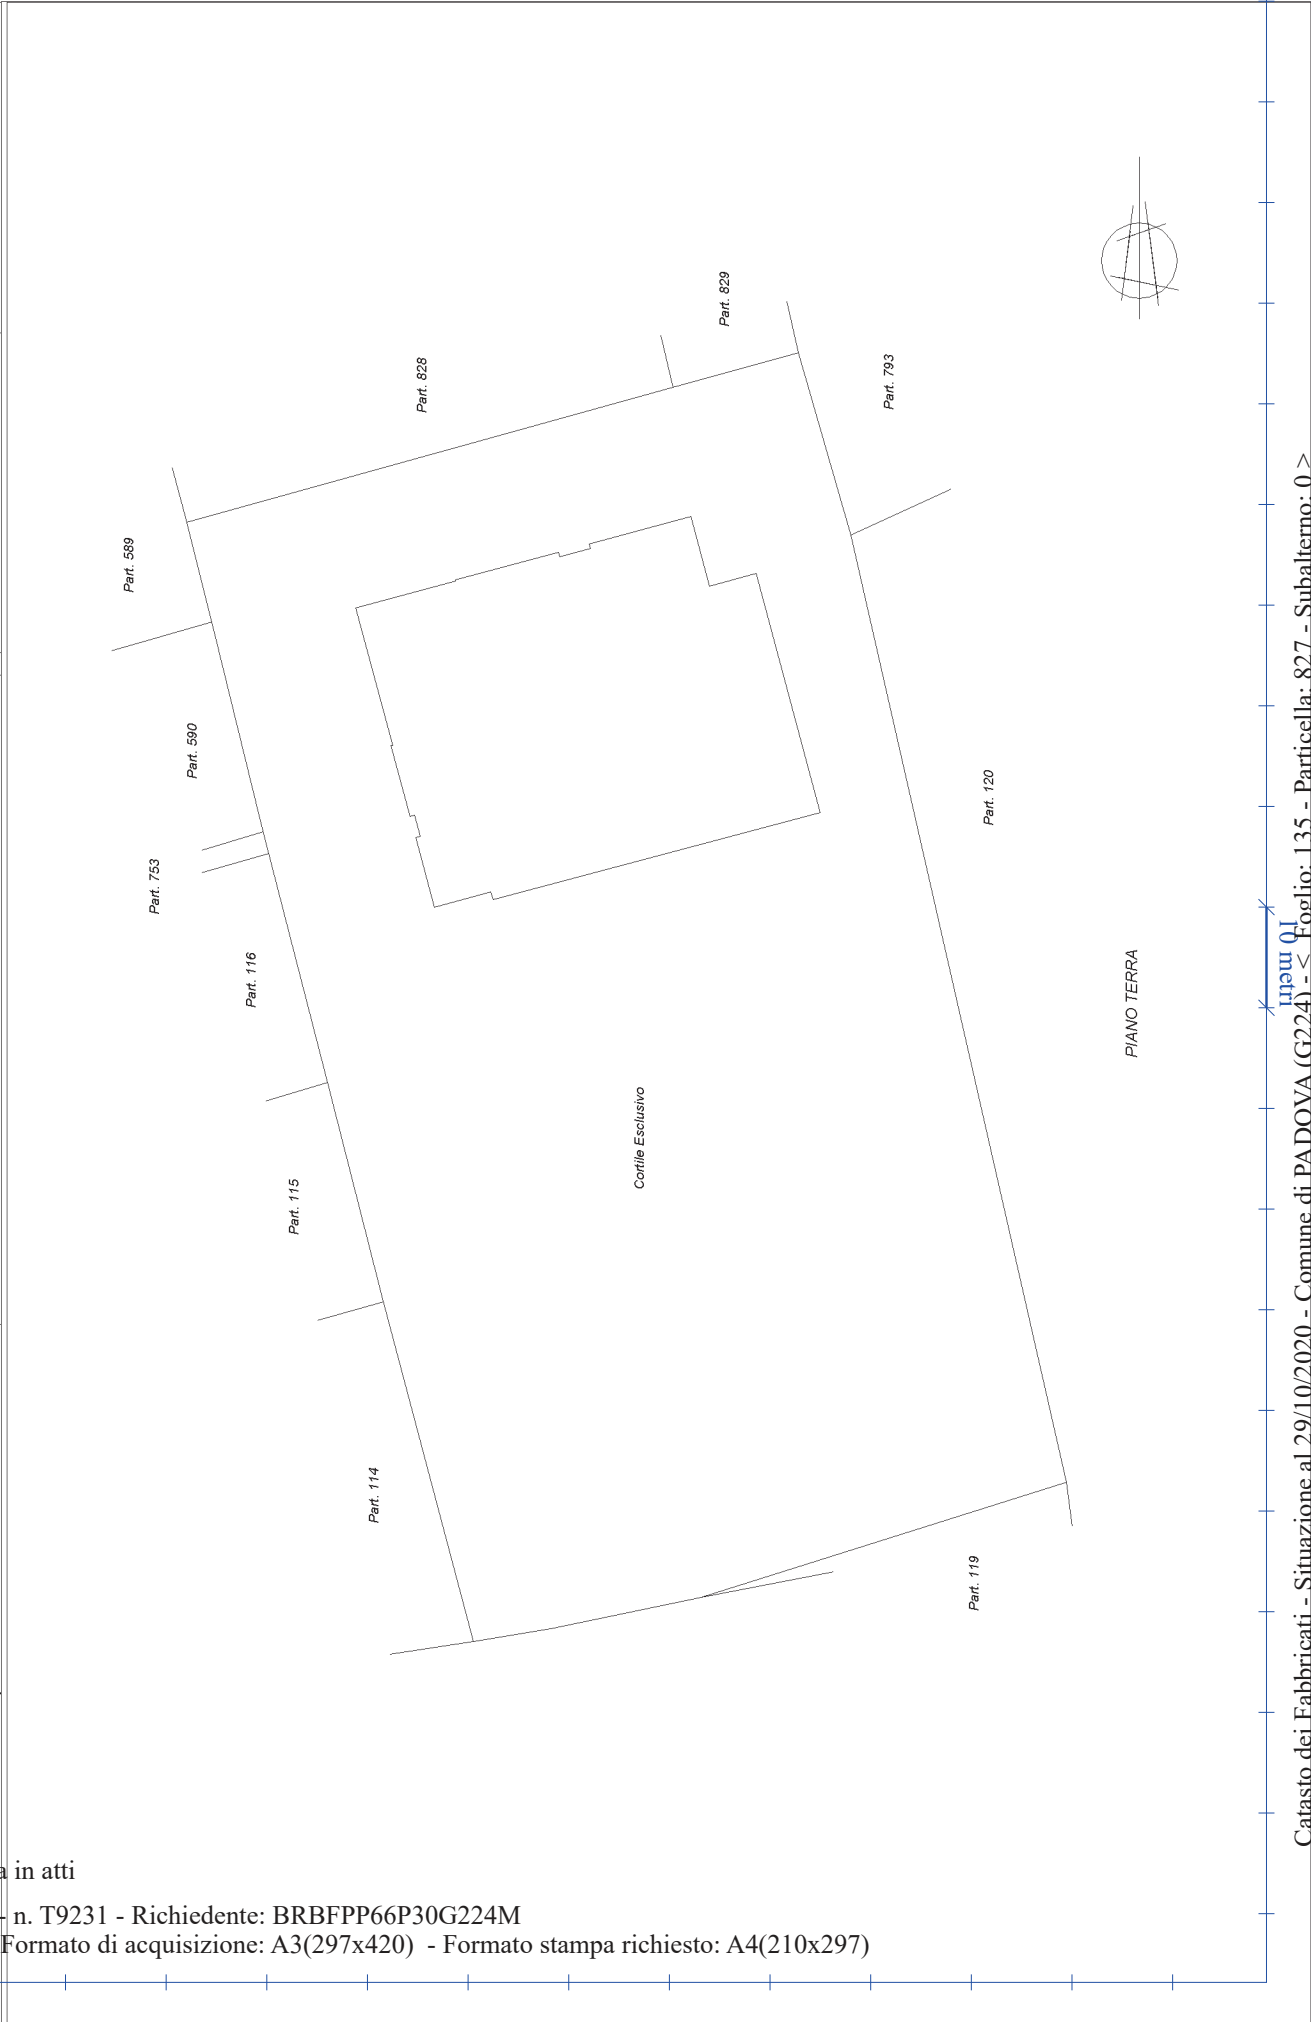 Part. 829
Part. 828
Part. 793
Part. 589
Part. 590
Part. 120
Part. 753
Part. 116
PIANO TERRA
Cortile Esclusivo
Part. 115
Part. 114
Part. 119
10 metri
Catasto dei Fabbricati - Situazione al 29/10/2020 - Comune di PADOVA (G224) - < Foglio: 135 - Particella: 827 - Subalterno: 0 >
a in atti
- n. T9231 - Richiedente: BRBFPP66P30G224M
Formato di acquisizione: A3(297x420) - Formato stampa richiesto: A4(210x297)